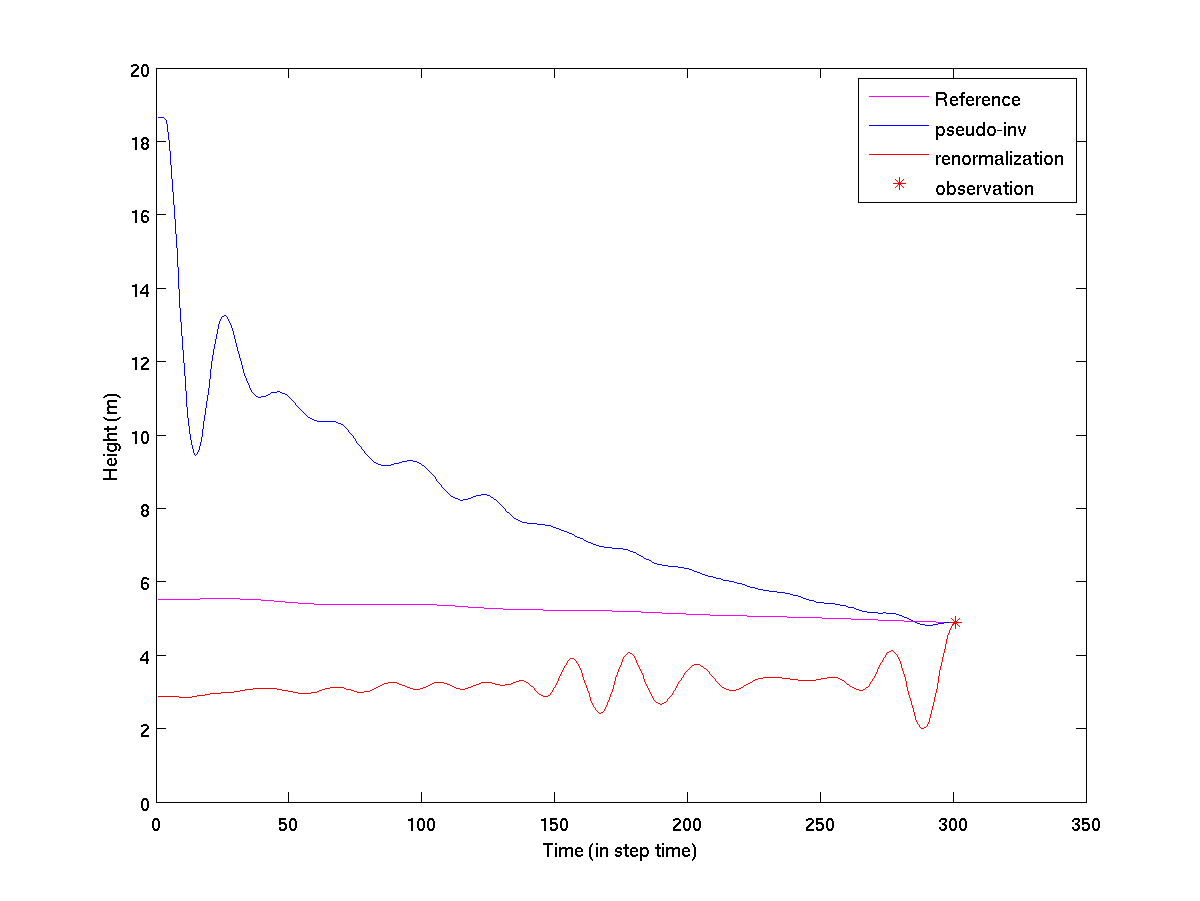 20
18
16
14
12
10
8
6
4
2
0
Height (m)
0 50 100 150 200 250 300 350
Time (in step time)
Reference
pseudo-inv
renormalization
observation